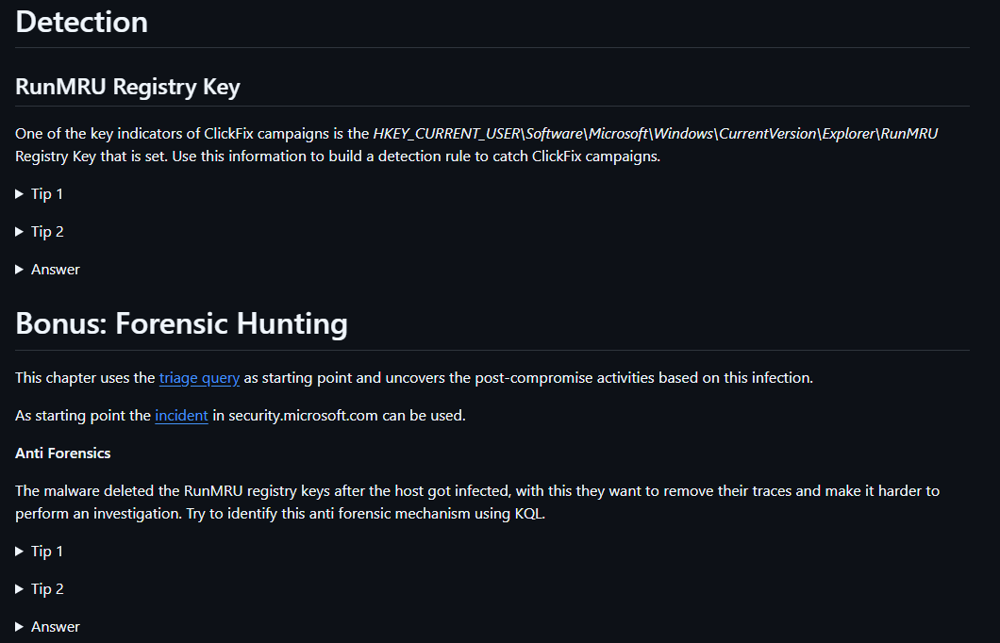 Detection
RunMRU Registry Key
One of the key indicators of ClickFix campaigns is the HKEY_CURRENT_USER\Software\Microsoft\Windows\CurrentVersion\Explorer\RunMRU
Registry Key that is set. Use this information to build a detection rule to catch ClickFix campaigns.
Tip 1
Tip 2
Answer
Bonus: Forensic Hunting
This chapter uses the triage query as starting point and uncovers the post-compromise activities based on this infection.
As starting point the incident in security.microsoft.com can be used.
Anti Forensics
The malware deleted the RunMRU registry keys after the host got infected, with this they want to remove their traces and make it harder to
perform an investigation. Try to identify this anti forensic mechanism using KQL.
Tip 1
Tip 2
Answer